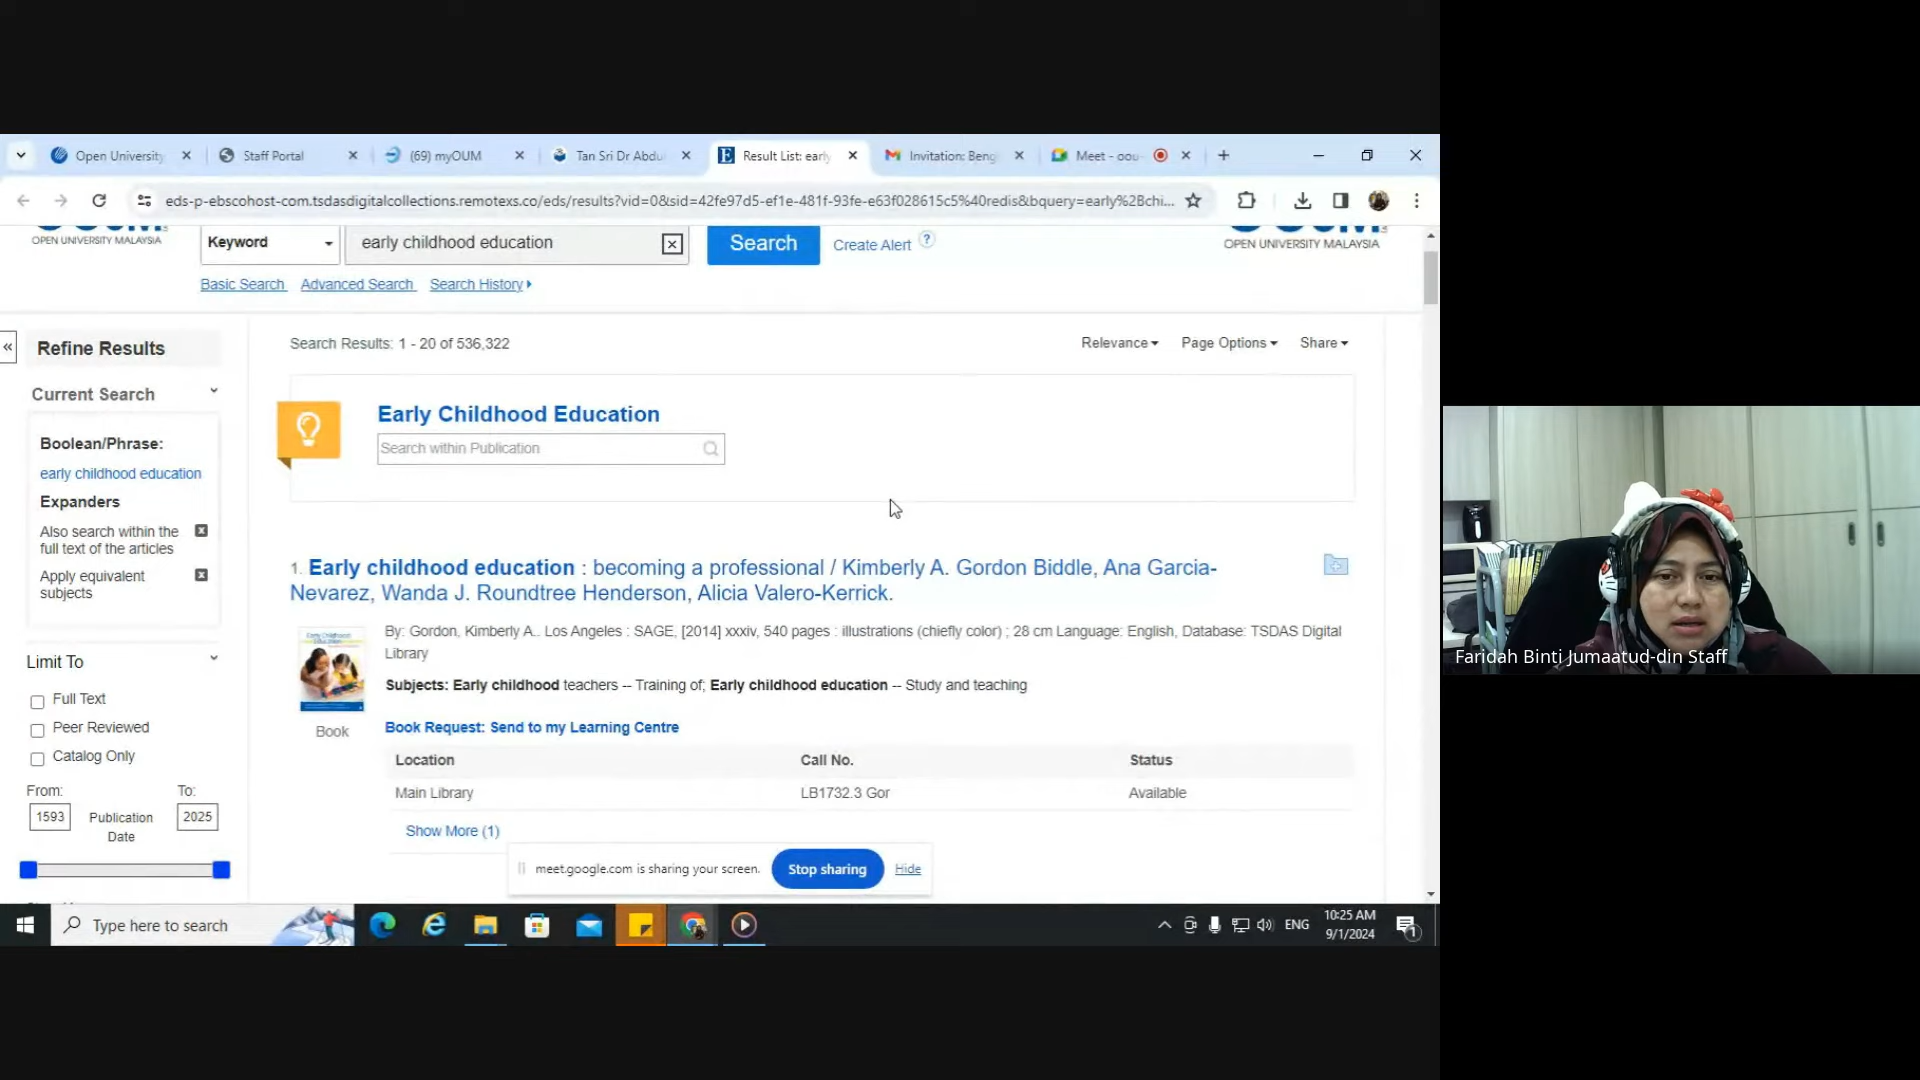 Open University
Staff Portal
(69) myOUM
Tan Sri Dr Abdu
Result List: early
Invitation: Beng
Meet - oou
eds-p-ebscohost-com.tsdasdigitalcollections.remotexs.co/eds/results?vid=0&sid=42fe97d5-ef1e-481f-93fe-e63f028615c5%40redis&bquery=early%2Bchi...
OPEN UNIVERSITY MALAYSIA
Keyword
early childhood education
Search
Create Alert
OPEN UNIVERSITY MALAYSIA
Basic Search Advanced Search Search History
Refine Results
Search Results: 1 - 20 of 536,322
Relevance Page Options Share
Current Search
Boolean/Phrase:
early childhood education
Expanders
Also search within the
full text of the articles
Apply equivalent
subjects
Limit To
Full Text
Peer Reviewed
Catalog Only
From: To:
1593 Publication 2025
Date
Early Childhood Education
Search within Publication
1. Early childhood education : becoming a professional / Kimberly A. Gordon Biddle, Ana Garcia-
Nevarez, Wanda J. Roundtree Henderson, Alicia Valero-Kerrick.
By: Gordon, Kimberly A.. Los Angeles : SAGE, [2014] xxxiv, 540 pages : illustrations (chiefly color) ; 28 cm Language: English, Database: TSDAS Digital
Library
Subjects: Early childhood teachers -- Training of; Early childhood education -- Study and teaching
Book
Book Request: Send to my Learning Centre
Location Call No. Status
Main Library LB1732.3 Gor Available
Show More (1)
meet.google.com is sharing your screen. Stop sharing Hide
Type here to search
ENG
10:25 AM
9/1/2024
1
Faridah Binti Jumaatud-din Staff